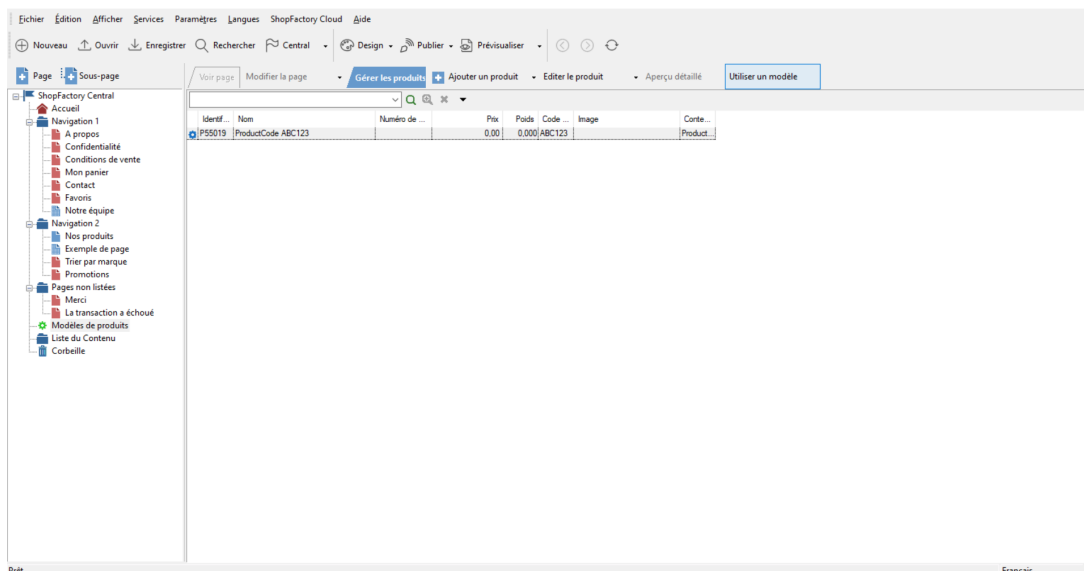 Eichier Édition Afficher Services Paramètres Langues ShopFactory Cloud Aide
Nouveau Ouvrir Enregistrer Rechercher Central Design Publier Prévisualiser
Page Sous-page Voir page Modifier la page Gérer les produits Ajouter un produit Editer le produit Aperçu détaillé Utiliser un modèle
ShopFactory Central
Accueil
Navigation 1
A propos
Confidentialité
Conditions de vente
Mon panier
Contact
Favoris
Notre équipe
Navigation 2
Nos produits
Exemple de page
Trier par marque
Promotions
Pages non listées
Merci
La transaction a échoué
Modèles de produits
Liste du Contenu
Corbeille
Identif... Nom Numéro de ... Prix Poids Code ... Image Conte...
P55019 ProductCode ABC123 0,00 0,000 ABC123 Product...
Prêt Français